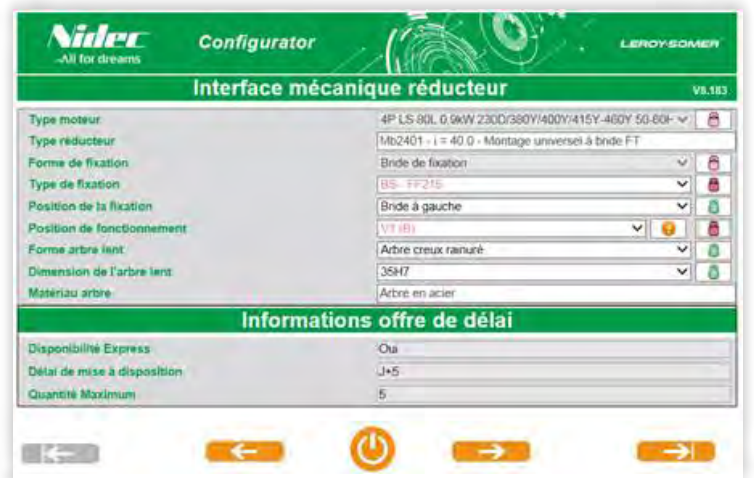 Nidec
-All for dreams
Configurator
LEROY-SOMER
Interface mécanique réducteur
V8.183
Type moteur
4P LS 80L 0.9kW 230D/380Y/400Y/415Y-460Y 50-60H
Type réducteur
Mb2401 - i = 40.0 - Montage universel à bride FT
Forme de fixation
Bride de fixation
Type de fixation
BS - FF215
Position de la fixation
Bride à gauche
Position de fonctionnement
V1 (B)
Forme arbre lent
Arbre creux rainuré
Dimension de l'arbre lent
35H7
Matériau arbre
Arbre en acier
Informations offre de délai
Disponibilité Express
Oui
Délai de mise à disposition
J+5
Quantité Maximum
5